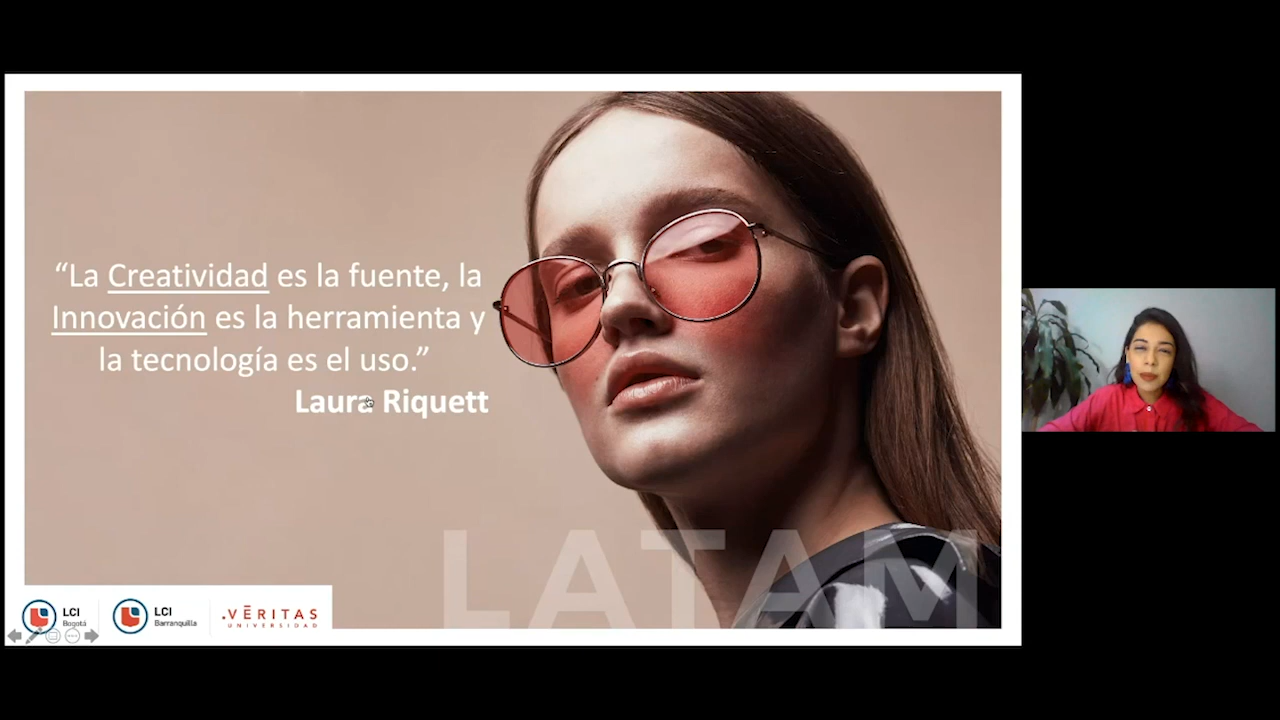 “La Creatividad es la fuente, la
Innovación es la herramienta y
la tecnología es el uso.”
Laura Riquett
LATAM
LCI
Bogotá
LCI
Barranquilla
.VĒRITAS
UNIVERSIDAD